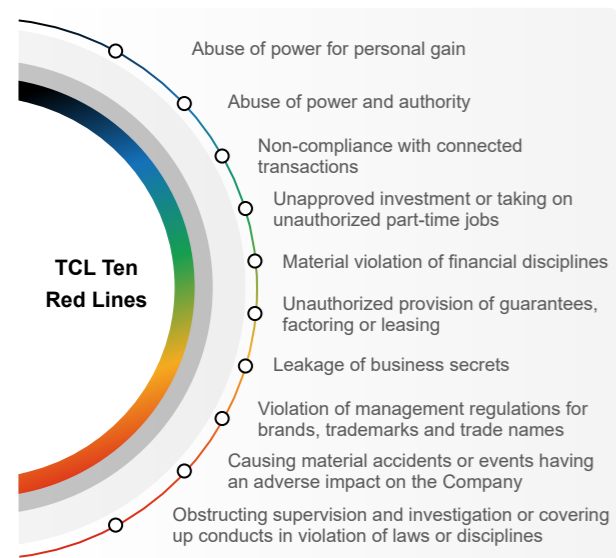 Abuse of power for personal gain
Abuse of power and authority
Non-compliance with connected
transactions
Unapproved investment or taking on
unauthorized part-time jobs
TCL Ten
Red Lines
Material violation of financial disciplines
Unauthorized provision of guarantees,
factoring or leasing
Leakage of business secrets
Violation of management regulations for
brands, trademarks and trade names
Causing material accidents or events having
an adverse impact on the Company
Obstructing supervision and investigation or covering
up conducts in violation of laws or disciplines